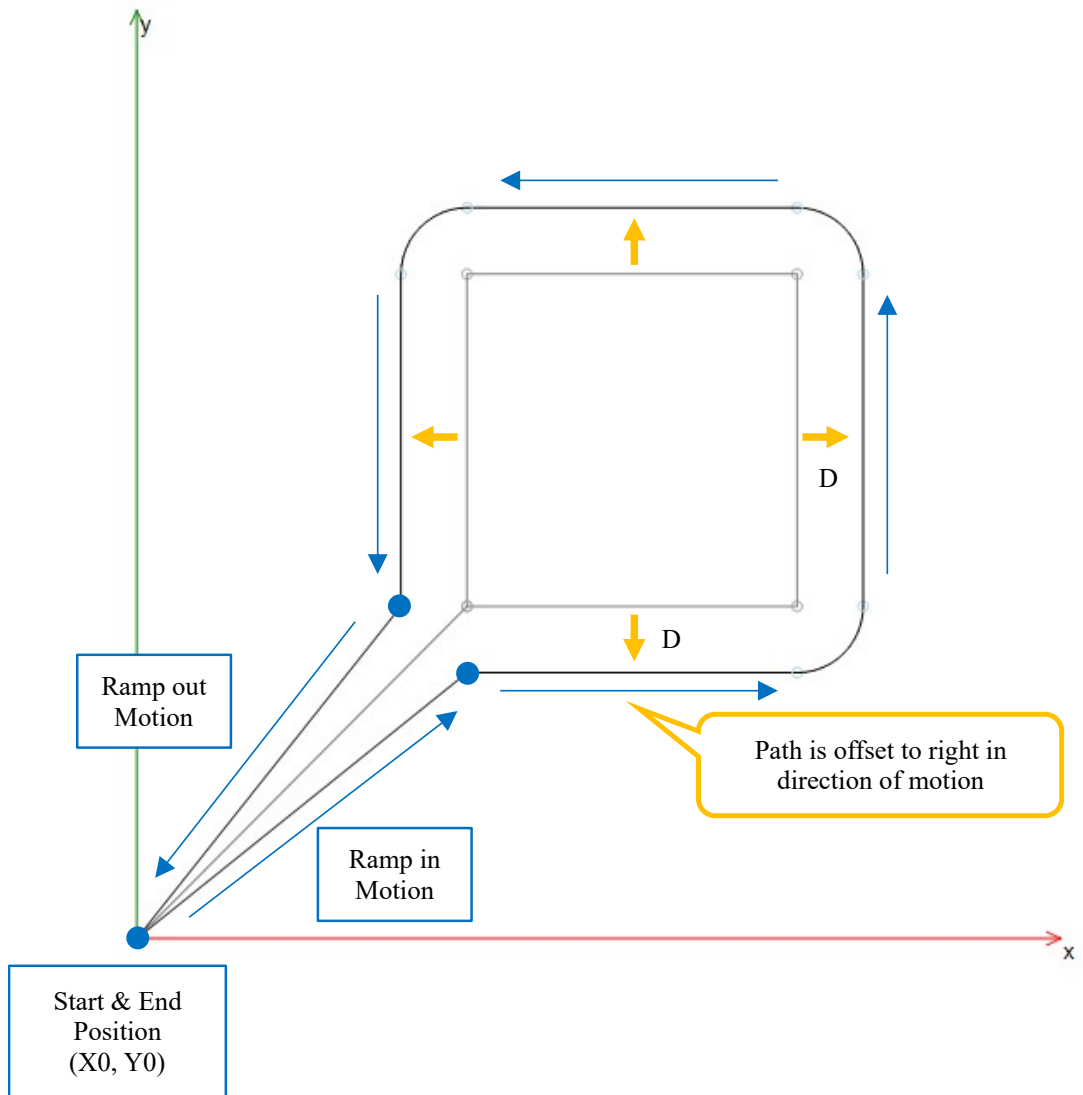 y
D
D
Ramp out
Motion
Path is offset to right in
direction of motion
Ramp in
Motion
x
Start & End
Position
(X0, Y0)